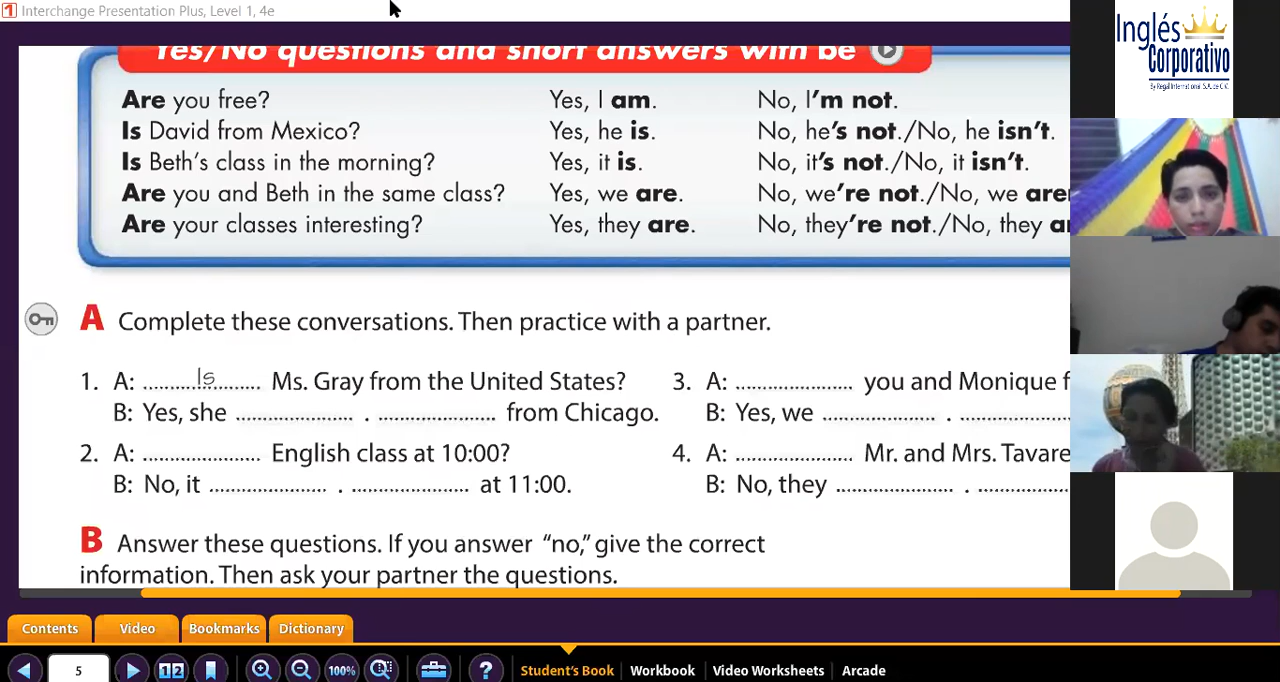 1 Interchange Presentation Plus, Level 1, 4e
Yes/No questions and short answers with be
Are you free? Yes, I am. No, I'm not.
Is David from Mexico? Yes, he is. No, he's not./No, he isn't.
Is Beth's class in the morning? Yes, it is. No, it's not./No, it isn't.
Are you and Beth in the same class? Yes, we are. No, we're not./No, we are
Are your classes interesting? Yes, they are. No, they're not./No, they a
A Complete these conversations. Then practice with a partner.
1. A: ..........Is.......... Ms. Gray from the United States?
B: Yes, she ..................... . ..................... from Chicago.
2. A: ..................... English class at 10:00?
B: No, it ..................... . ..................... at 11:00.
3. A: ..................... you and Monique f
B: Yes, we ..................... . .....................
4. A: ..................... Mr. and Mrs. Tavare
B: No, they ..................... . .....................
B Answer these questions. If you answer "no," give the correct
information. Then ask your partner the questions.
Contents Video Bookmarks Dictionary
5 12 100% ? Student's Book Workbook Video Worksheets Arcade
Inglés
Corporativo
By Regal International, S.A. de C.V.